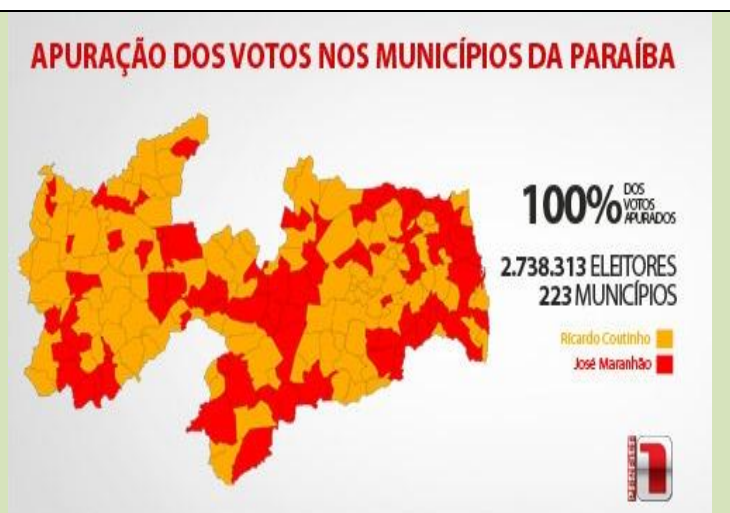 APURAÇÃO DOS VOTOS NOS MUNICÍPIOS DA PARAÍBA
100% DOS VOTOS APURADOS
2.738.313 ELEITORES
223 MUNICÍPIOS
Ricardo Coutinho
José Maranhão
1